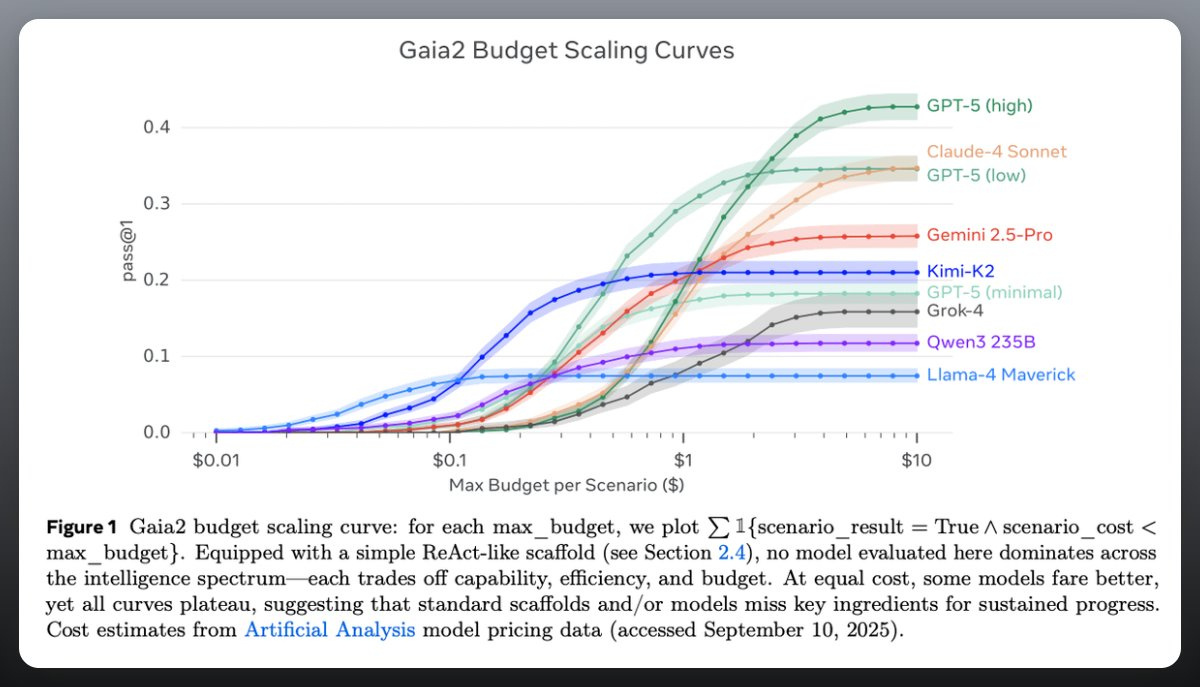 Gaia2 Budget Scaling Curves
pass@1
0.4
0.3
0.2
0.1
0.0
$0.01
$0.1
$1
$10
Max Budget per Scenario ($)
GPT-5 (high)
Claude-4 Sonnet
GPT-5 (low)
Gemini 2.5-Pro
Kimi-K2
GPT-5 (minimal)
Grok-4
Qwen3 235B
Llama-4 Maverick
Figure 1 Gaia2 budget scaling curve: for each max_budget, we plot ∑ 𝟙{scenario_result = True ∧ scenario_cost <
max_budget}. Equipped with a simple ReAct-like scaffold (see Section 2.4), no model evaluated here dominates across
the intelligence spectrum—each trades off capability, efficiency, and budget. At equal cost, some models fare better,
yet all curves plateau, suggesting that standard scaffolds and/or models miss key ingredients for sustained progress.
Cost estimates from Artificial Analysis model pricing data (accessed September 10, 2025).